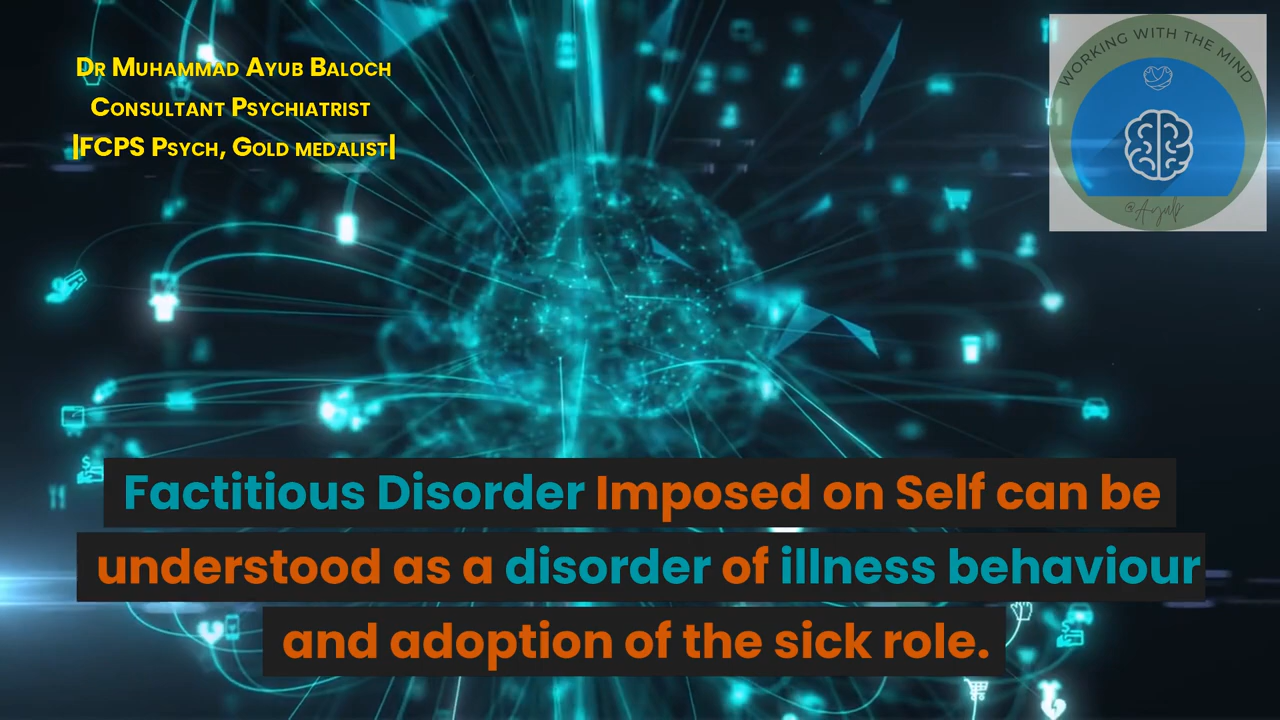 Dr Muhammad Ayub Baloch
Consultant Psychiatrist
|FCPS Psych, Gold medalist|
WORKING WITH THE MIND
@Ayub
Factitious Disorder Imposed on Self can be
understood as a disorder of illness behaviour
and adoption of the sick role.